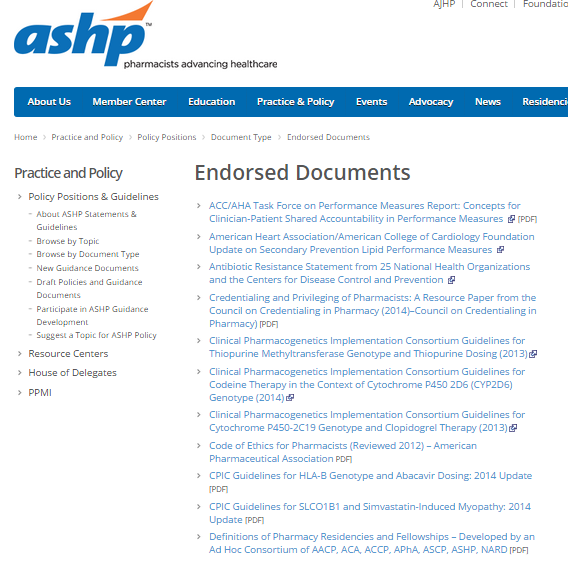 AJHP | Connect | Foundatio
ashp™
pharmacists advancing healthcare
About Us Member Center Education Practice & Policy Events Advocacy News Residenci
Home › Practice and Policy › Policy Positions › Document Type › Endorsed Documents
Practice and Policy
› Policy Positions & Guidelines
– About ASHP Statements &
Guidelines
– Browse by Topic
– Browse by Document Type
– New Guidance Documents
– Draft Policies and Guidance
Documents
– Participate in ASHP Guidance
Development
– Suggest a Topic for ASHP Policy
› Resource Centers
› House of Delegates
› PPMI
Endorsed Documents
› ACC/AHA Task Force on Performance Measures Report: Concepts for
Clinician-Patient Shared Accountability in Performance Measures [PDF]
› American Heart Association/American College of Cardiology Foundation
Update on Secondary Prevention Lipid Performance Measures
› Antibiotic Resistance Statement from 25 National Health Organizations
and the Centers for Disease Control and Prevention
› Credentialing and Privileging of Pharmacists: A Resource Paper from the
Council on Credentialing in Pharmacy (2014)–Council on Credentialing in
Pharmacy) [PDF]
› Clinical Pharmacogenetics Implementation Consortium Guidelines for
Thiopurine Methyltransferase Genotype and Thiopurine Dosing (2013)
› Clinical Pharmacogenetics Implementation Consortium Guidelines for
Codeine Therapy in the Context of Cytochrome P450 2D6 (CYP2D6)
Genotype (2014)
› Clinical Pharmacogenetics Implementation Consortium Guidelines for
Cytochrome P450-2C19 Genotype and Clopidogrel Therapy (2013)
› Code of Ethics for Pharmacists (Reviewed 2012) – American
Pharmaceutical Association PDF]
› CPIC Guidelines for HLA-B Genotype and Abacavir Dosing: 2014 Update
[PDF]
› CPIC Guidelines for SLCO1B1 and Simvastatin-Induced Myopathy: 2014
Update [PDF]
› Definitions of Pharmacy Residencies and Fellowships – Developed by an
Ad Hoc Consortium of AACP, ACA, ACCP, APhA, ASCP, ASHP, NARD [PDF]